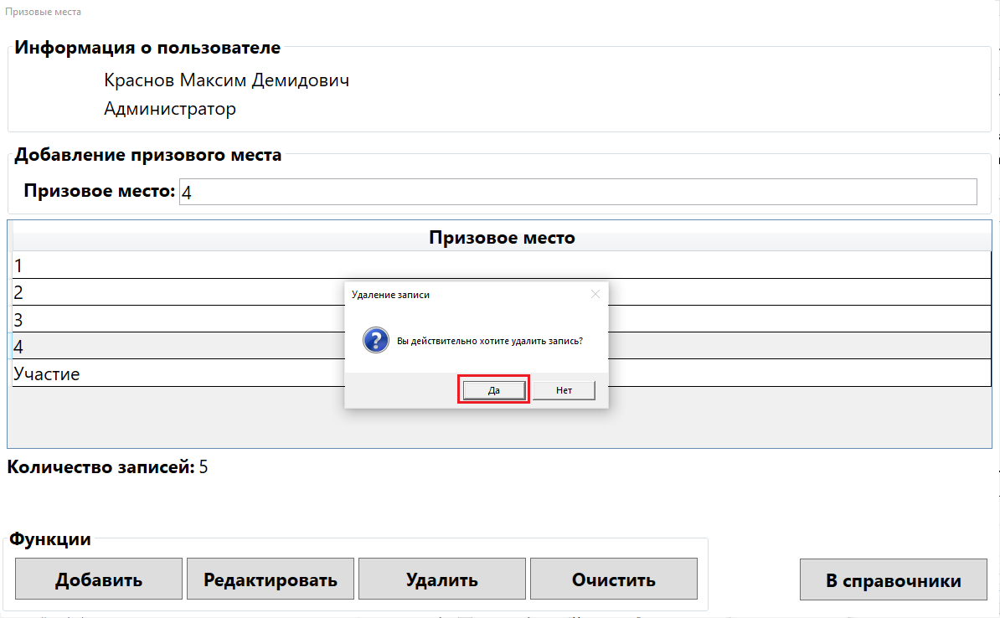 Призовые места
Информация о пользователе
Краснов Максим Демидович
Администратор
Добавление призового места
Призовое место: 4
Призовое место
1
2
3
4
Участие
Удаление записи
Вы действительно хотите удалить запись?
Да Нет
Количество записей: 5
Функции
Добавить Редактировать Удалить Очистить В справочники